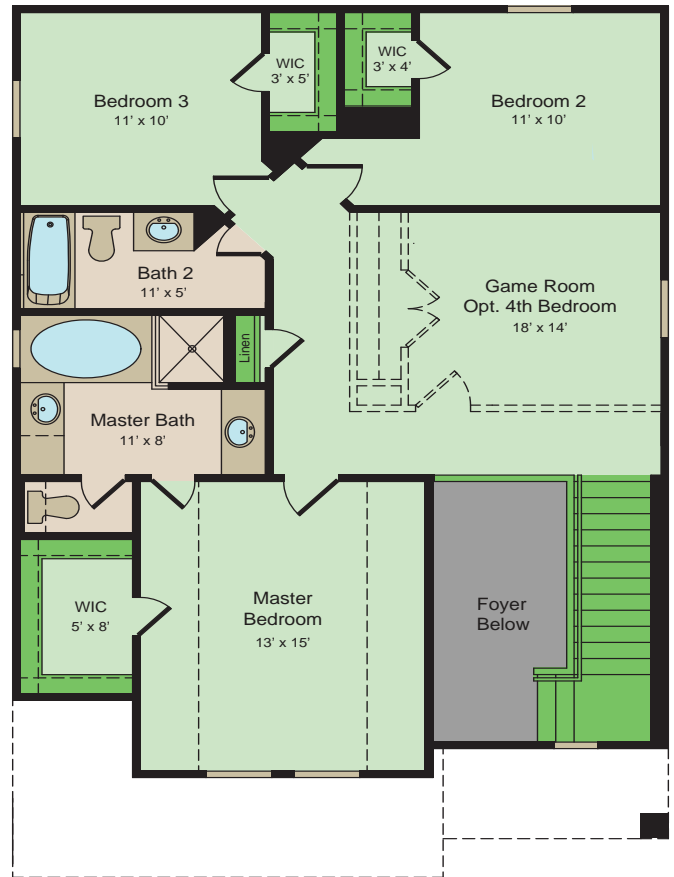 Bedroom 3
11’ x 10’
WIC
3’ x 5’
WIC
3’ x 4’
Bedroom 2
11’ x 10’
Bath 2
11’ x 5’
Game Room
Opt. 4th Bedroom
18’ x 14’
Linen
Master Bath
11’ x 8’
WIC
5’ x 8’
Master
Bedroom
13’ x 15’
Foyer
Below